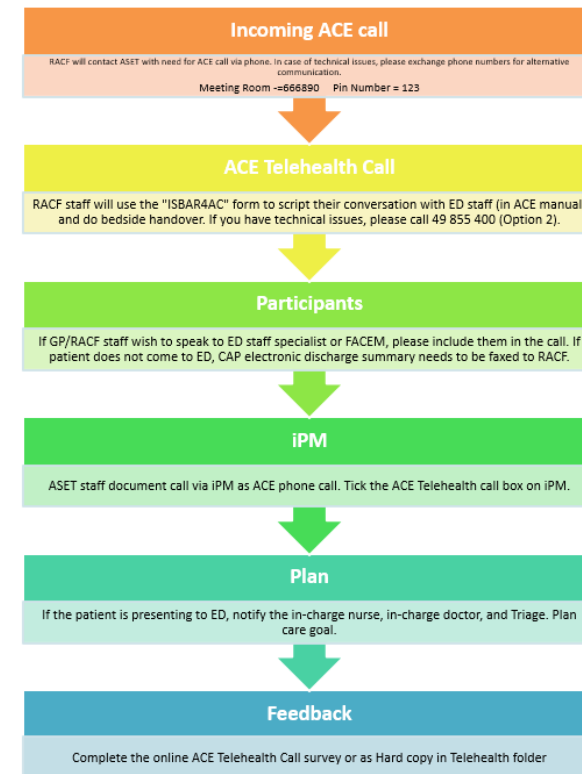 Incoming ACE call
RACF will contact ASET with need for ACE call via phone. In case of technical issues, please exchange phone numbers for alternative
communication.
Meeting Room -=666890 Pin Number = 123
ACE Telehealth Call
RACF staff will use the "ISBAR4AC" form to script their conversation with ED staff (in ACE manual
and do bedside handover. If you have technical issues, please call 49 855 400 (Option 2).
Participants
If GP/RACF staff wish to speak to ED staff specialist or FACEM, please include them in the call. If
patient does not come to ED, CAP electronic discharge summary needs to be faxed to RACF.
iPM
ASET staff document call via iPM as ACE phone call. Tick the ACE Telehealth call box on iPM.
Plan
If the patient is presenting to ED, notify the in-charge nurse, in-charge doctor, and Triage. Plan
care goal.
Feedback
Complete the online ACE Telehealth Call survey or as Hard copy in Telehealth folder